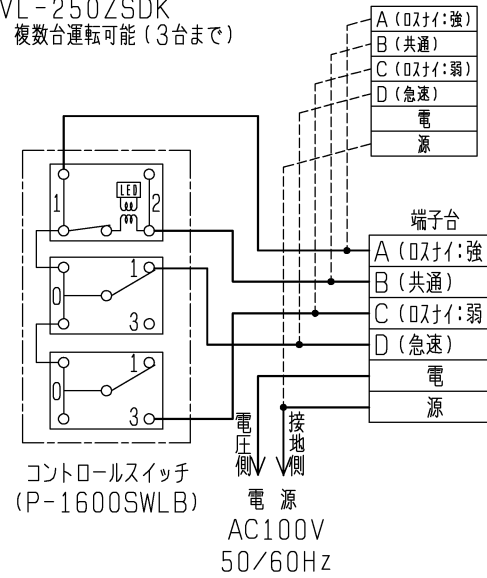 VL-250ZSDK
複数台運転可能(3台まで)
A(ロスナイ:強)
B(共通)
C(ロスナイ:弱)
D(急速)
電
源
端子台
A(ロスナイ:強
B(共通)
C(ロスナイ:弱
D(急速)
電
源
LED
1
2
0
1
3
0
1
3
電圧側
接地側
コントロールスイッチ
(P-1600SWLB)
電 源
AC100V
50/60Hz